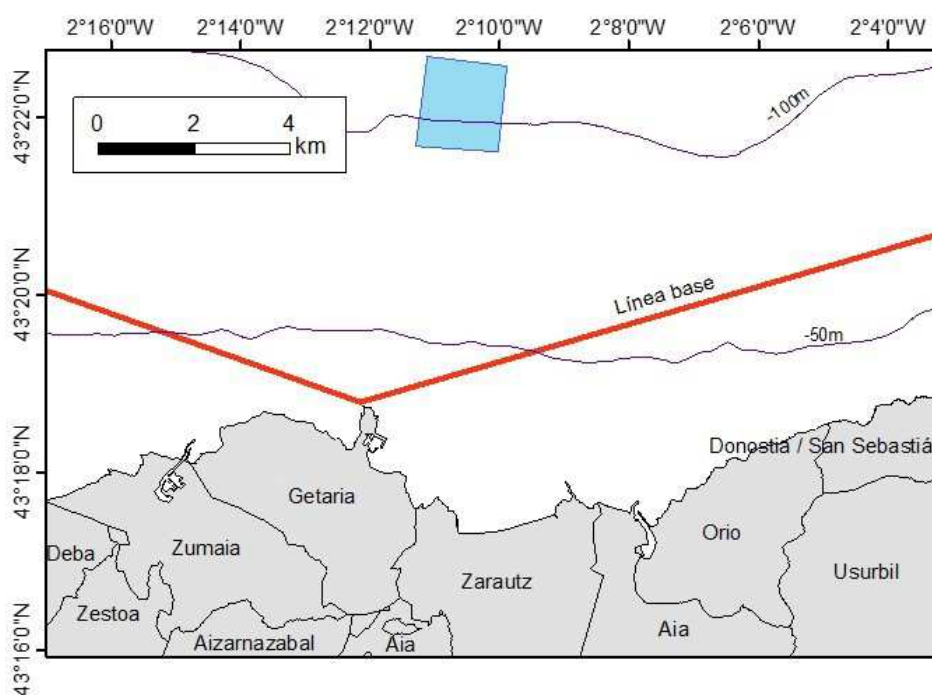 2°16'0"W 2°14'0"W 2°12'0"W 2°10'0"W 2°8'0"W 2°6'0"W 2°4'0"W
43°22'0"N
43°20'0"N
43°18'0"N
43°16'0"N
0 2 4
km
-100m
Línea base
-50m
Donostia / San Sebastiá
Getaria
Orio
Deba
Zumaia
Zarautz
Usurbil
Zestoa
Aizarnazabal
Aia
Aia